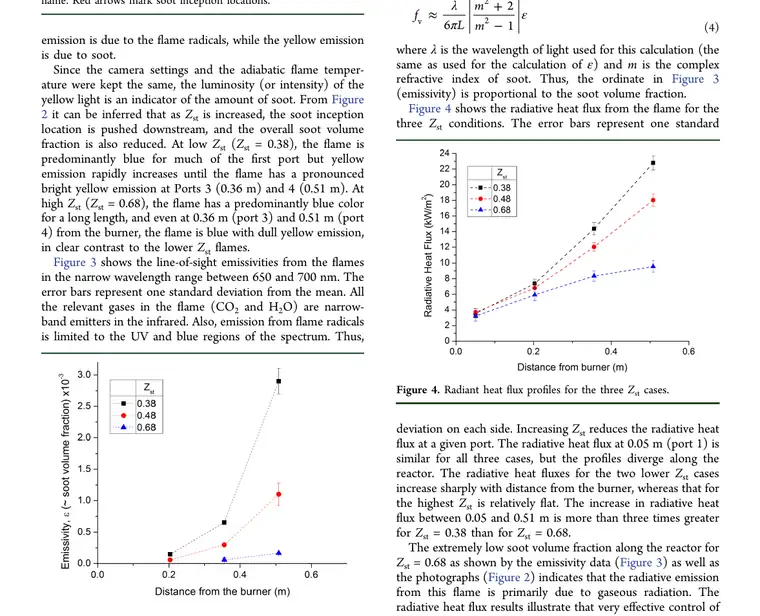 flame. Red arrows mark soot inception locations.
emission is due to the flame radicals, while the yellow emission
is due to soot.
Since the camera settings and the adiabatic flame temper-
ature were kept the same, the luminosity (or intensity) of the
yellow light is an indicator of the amount of soot. From Figure
2 it can be inferred that as Zst is increased, the soot inception
location is pushed downstream, and the overall soot volume
fraction is also reduced. At low Zst (Zst = 0.38), the flame is
predominantly blue for much of the first port but yellow
emission rapidly increases until the flame has a pronounced
bright yellow emission at Ports 3 (0.36 m) and 4 (0.51 m). At
high Zst (Zst = 0.68), the flame has a predominantly blue color
for a long length, and even at 0.36 m (port 3) and 0.51 m (port
4) from the burner, the flame is blue with dull yellow emission,
in clear contrast to the lower Zst flames.
Figure 3 shows the line-of-sight emissivities from the flames
in the narrow wavelength range between 650 and 700 nm. The
error bars represent one standard deviation from the mean. All
the relevant gases in the flame (CO2 and H2O) are narrow-
band emitters in the infrared. Also, emission from flame radicals
is limited to the UV and blue regions of the spectrum. Thus,
Emissivity, ε (~ soot volume fraction) x10-3
3.0
2.5
2.0
1.5
1.0
0.5
0.0
Zst
0.38
0.48
0.68
0.0 0.2 0.4 0.6
Distance from the burner (m)
fv ≈ λ/6πL |m2 + 2/m2 − 1| ε
(4)
where λ is the wavelength of light used for this calculation (the
same as used for the calculation of ε) and m is the complex
refractive index of soot. Thus, the ordinate in Figure 3
(emissivity) is proportional to the soot volume fraction.
Figure 4 shows the radiative heat flux from the flame for the
three Zst conditions. The error bars represent one standard
Radiative Heat Flux (kW/m2)
24
22
20
18
16
14
12
10
8
6
4
2
0
Zst
0.38
0.48
0.68
0.0 0.2 0.4 0.6
Distance from burner (m)
Figure 4. Radiant heat flux profiles for the three Zst cases.
deviation on each side. Increasing Zst reduces the radiative heat
flux at a given port. The radiative heat flux at 0.05 m (port 1) is
similar for all three cases, but the profiles diverge along the
reactor. The radiative heat fluxes for the two lower Zst cases
increase sharply with distance from the burner, whereas that for
the highest Zst is relatively flat. The increase in radiative heat
flux between 0.05 and 0.51 m is more than three times greater
for Zst = 0.38 than for Zst = 0.68.
The extremely low soot volume fraction along the reactor for
Zst = 0.68 as shown by the emissivity data (Figure 3) as well as
the photographs (Figure 2) indicates that the radiative emission
from this flame is primarily due to gaseous radiation. The
radiative heat flux results illustrate that very effective control of